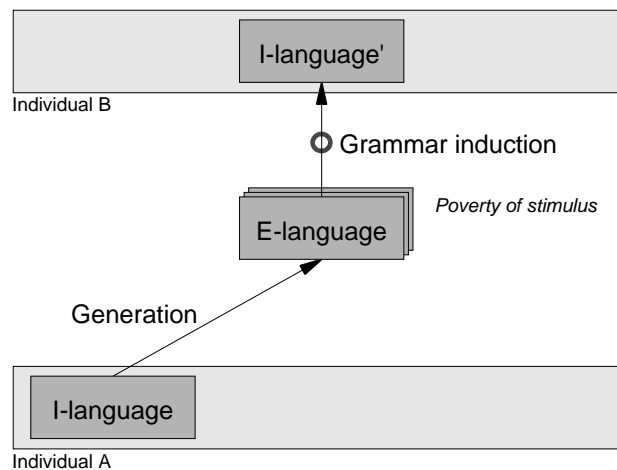 I-language'
Individual B
Grammar induction
Poverty of stimulus
E-language
Generation
I-language
Individual A